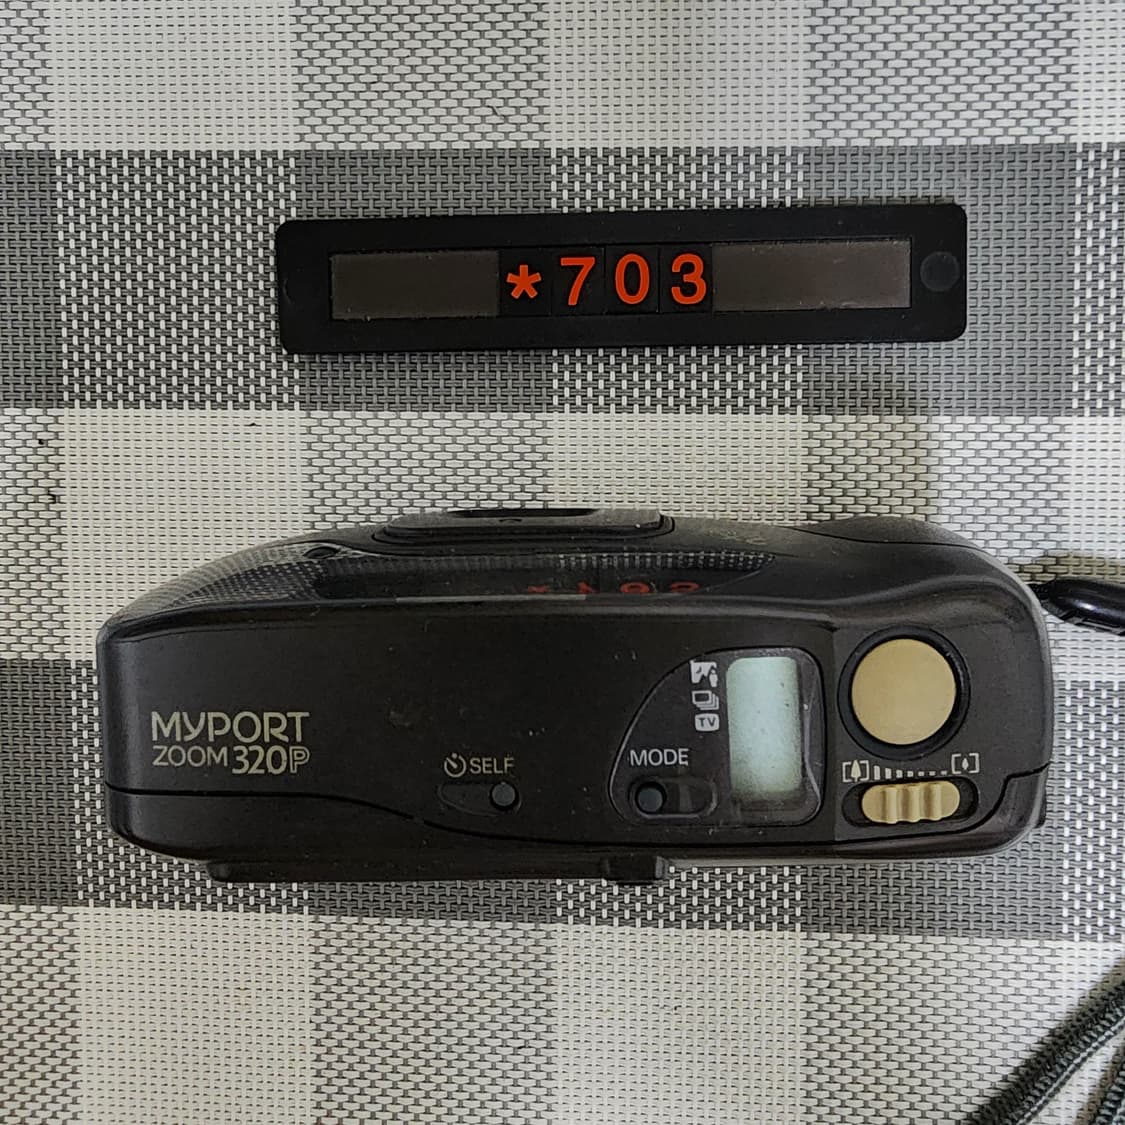 *703
MYPORT
ZOOM 320P
SELF
MODE
TV